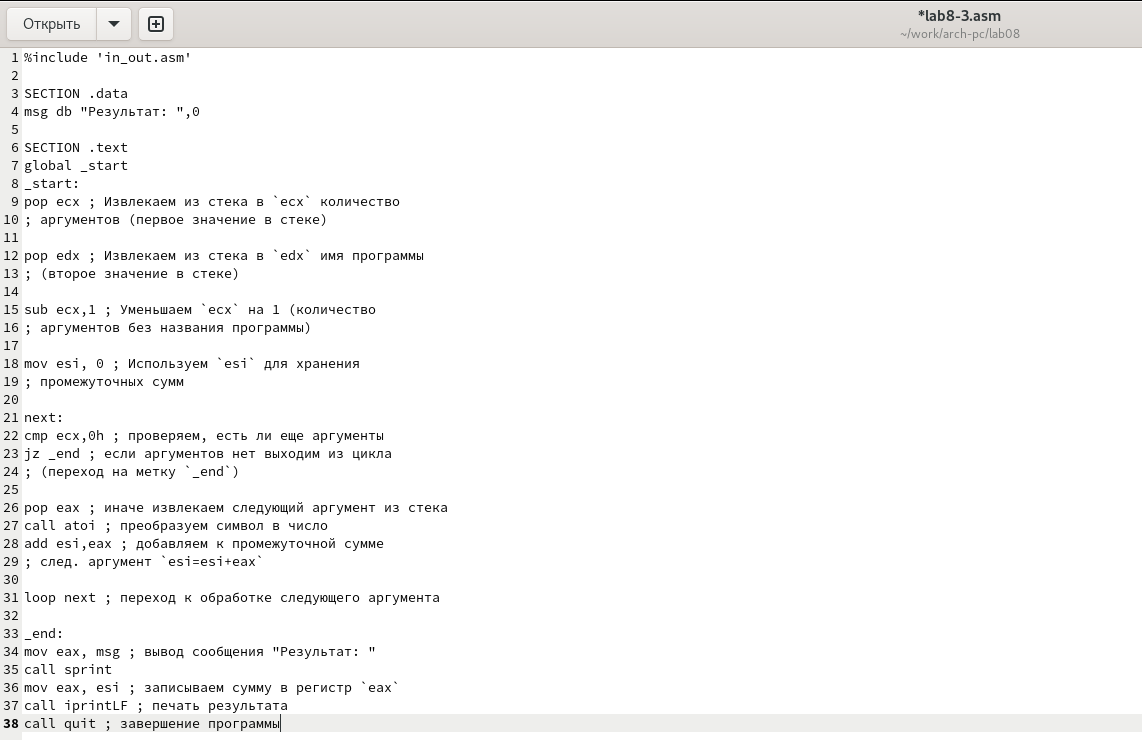 Открыть
*lab8-3.asm
~/work/arch-pc/lab08
1 %include 'in_out.asm'
2
3 SECTION .data
4 msg db "Результат: ",0
5
6 SECTION .text
7 global _start
8 _start:
9 pop ecx ; Извлекаем из стека в `ecx` количество
10 ; аргументов (первое значение в стеке)
11
12 pop edx ; Извлекаем из стека в `edx` имя программы
13 ; (второе значение в стеке)
14
15 sub ecx,1 ; Уменьшаем `ecx` на 1 (количество
16 ; аргументов без названия программы)
17
18 mov esi, 0 ; Используем `esi` для хранения
19 ; промежуточных сумм
20
21 next:
22 cmp ecx,0h ; проверяем, есть ли еще аргументы
23 jz _end ; если аргументов нет выходим из цикла
24 ; (переход на метку `_end`)
25
26 pop eax ; иначе извлекаем следующий аргумент из стека
27 call atoi ; преобразуем символ в число
28 add esi,eax ; добавляем к промежуточной сумме
29 ; след. аргумент `esi=esi+eax`
30
31 loop next ; переход к обработке следующего аргумента
32
33 _end:
34 mov eax, msg ; вывод сообщения "Результат: "
35 call sprint
36 mov eax, esi ; записываем сумму в регистр `eax`
37 call iprintLF ; печать результата
38 call quit ; завершение программы